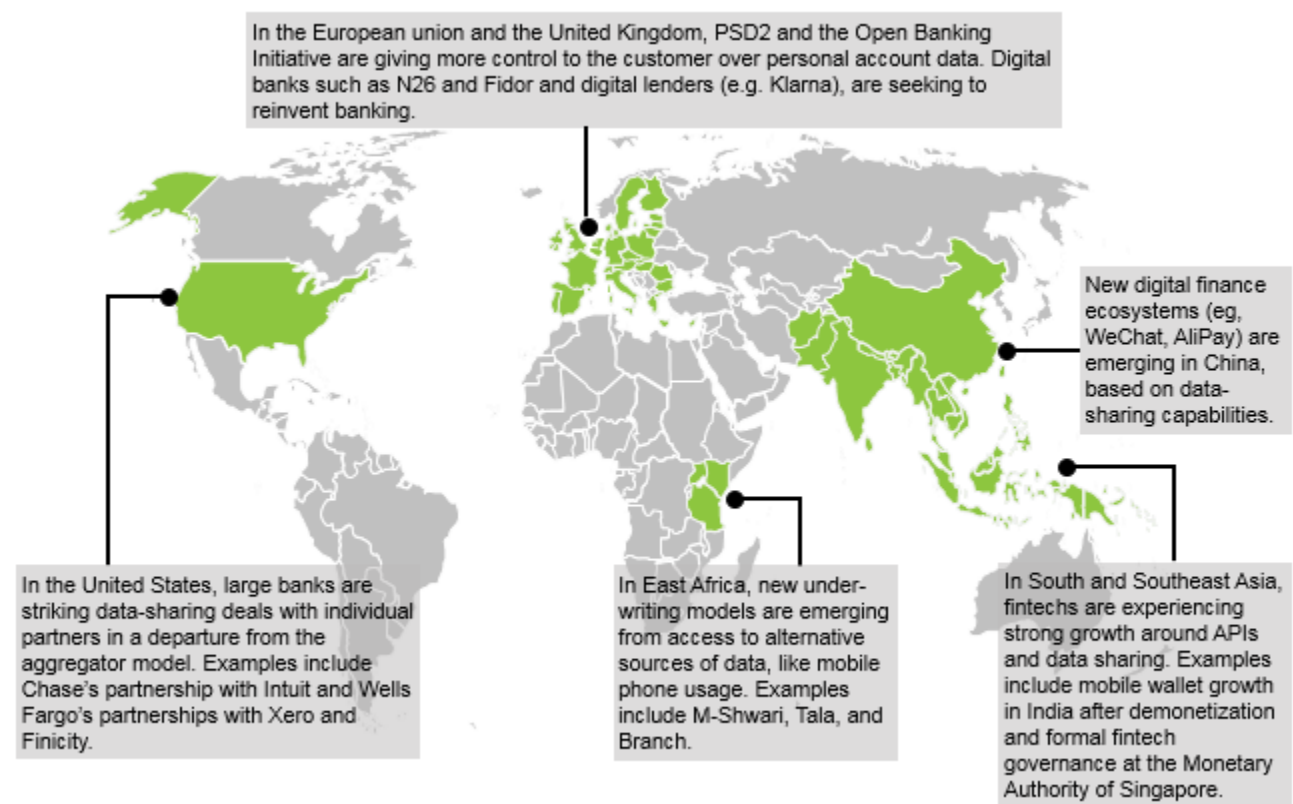 In the European union and the United Kingdom, PSD2 and the Open Banking
Initiative are giving more control to the customer over personal account data. Digital
banks such as N26 and Fidor and digital lenders (e.g. Klarna), are seeking to
reinvent banking.
New digital finance
ecosystems (eg,
WeChat, AliPay) are
emerging in China,
based on data-
sharing capabilities.
In the United States, large banks are
striking data-sharing deals with individual
partners in a departure from the
aggregator model. Examples include
Chase's partnership with Intuit and Wells
Fargo's partnerships with Xero and
Finicity.
In East Africa, new under-
writing models are emerging
from access to alternative
sources of data, like mobile
phone usage. Examples
include M-Shwari, Tala, and
Branch.
In South and Southeast Asia,
fintechs are experiencing
strong growth around APIs
and data sharing. Examples
include mobile wallet growth
in India after demonetization
and formal fintech
governance at the Monetary
Authority of Singapore.